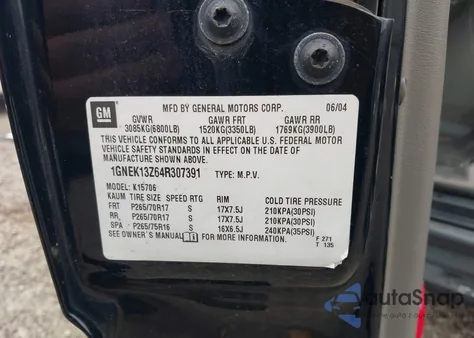 GM
MFD BY GENERAL MOTORS CORP. 06/04
GVWR GAWR FRT GAWR RR
3085KG(6800LB) 1520KG(3350LB) 1769KG(3900LB)
THIS VEHICLE CONFORMS TO ALL APPLICABLE U.S. FEDERAL MOTOR
VEHICLE SAFETY STANDARDS IN EFFECT ON THE DATE OF
MANUFACTURE SHOWN ABOVE.
1GNEK13Z64R307391 TYPE: M.P.V.
MODEL: K15706
KAUM TIRE SIZE SPEED RTG RIM COLD TIRE PRESSURE
FRT P265/70R17 S 17X7.5J 210KPA(30PSI)
RR P265/70R17 S 17X7.5J 210KPA(30PSI)
SPA P265/75R16 S 16X6.5J 240KPA(35PSI)
SEE OWNER'S MANUAL FOR MORE INFORMATION.
F 271
T 135
autaSnap